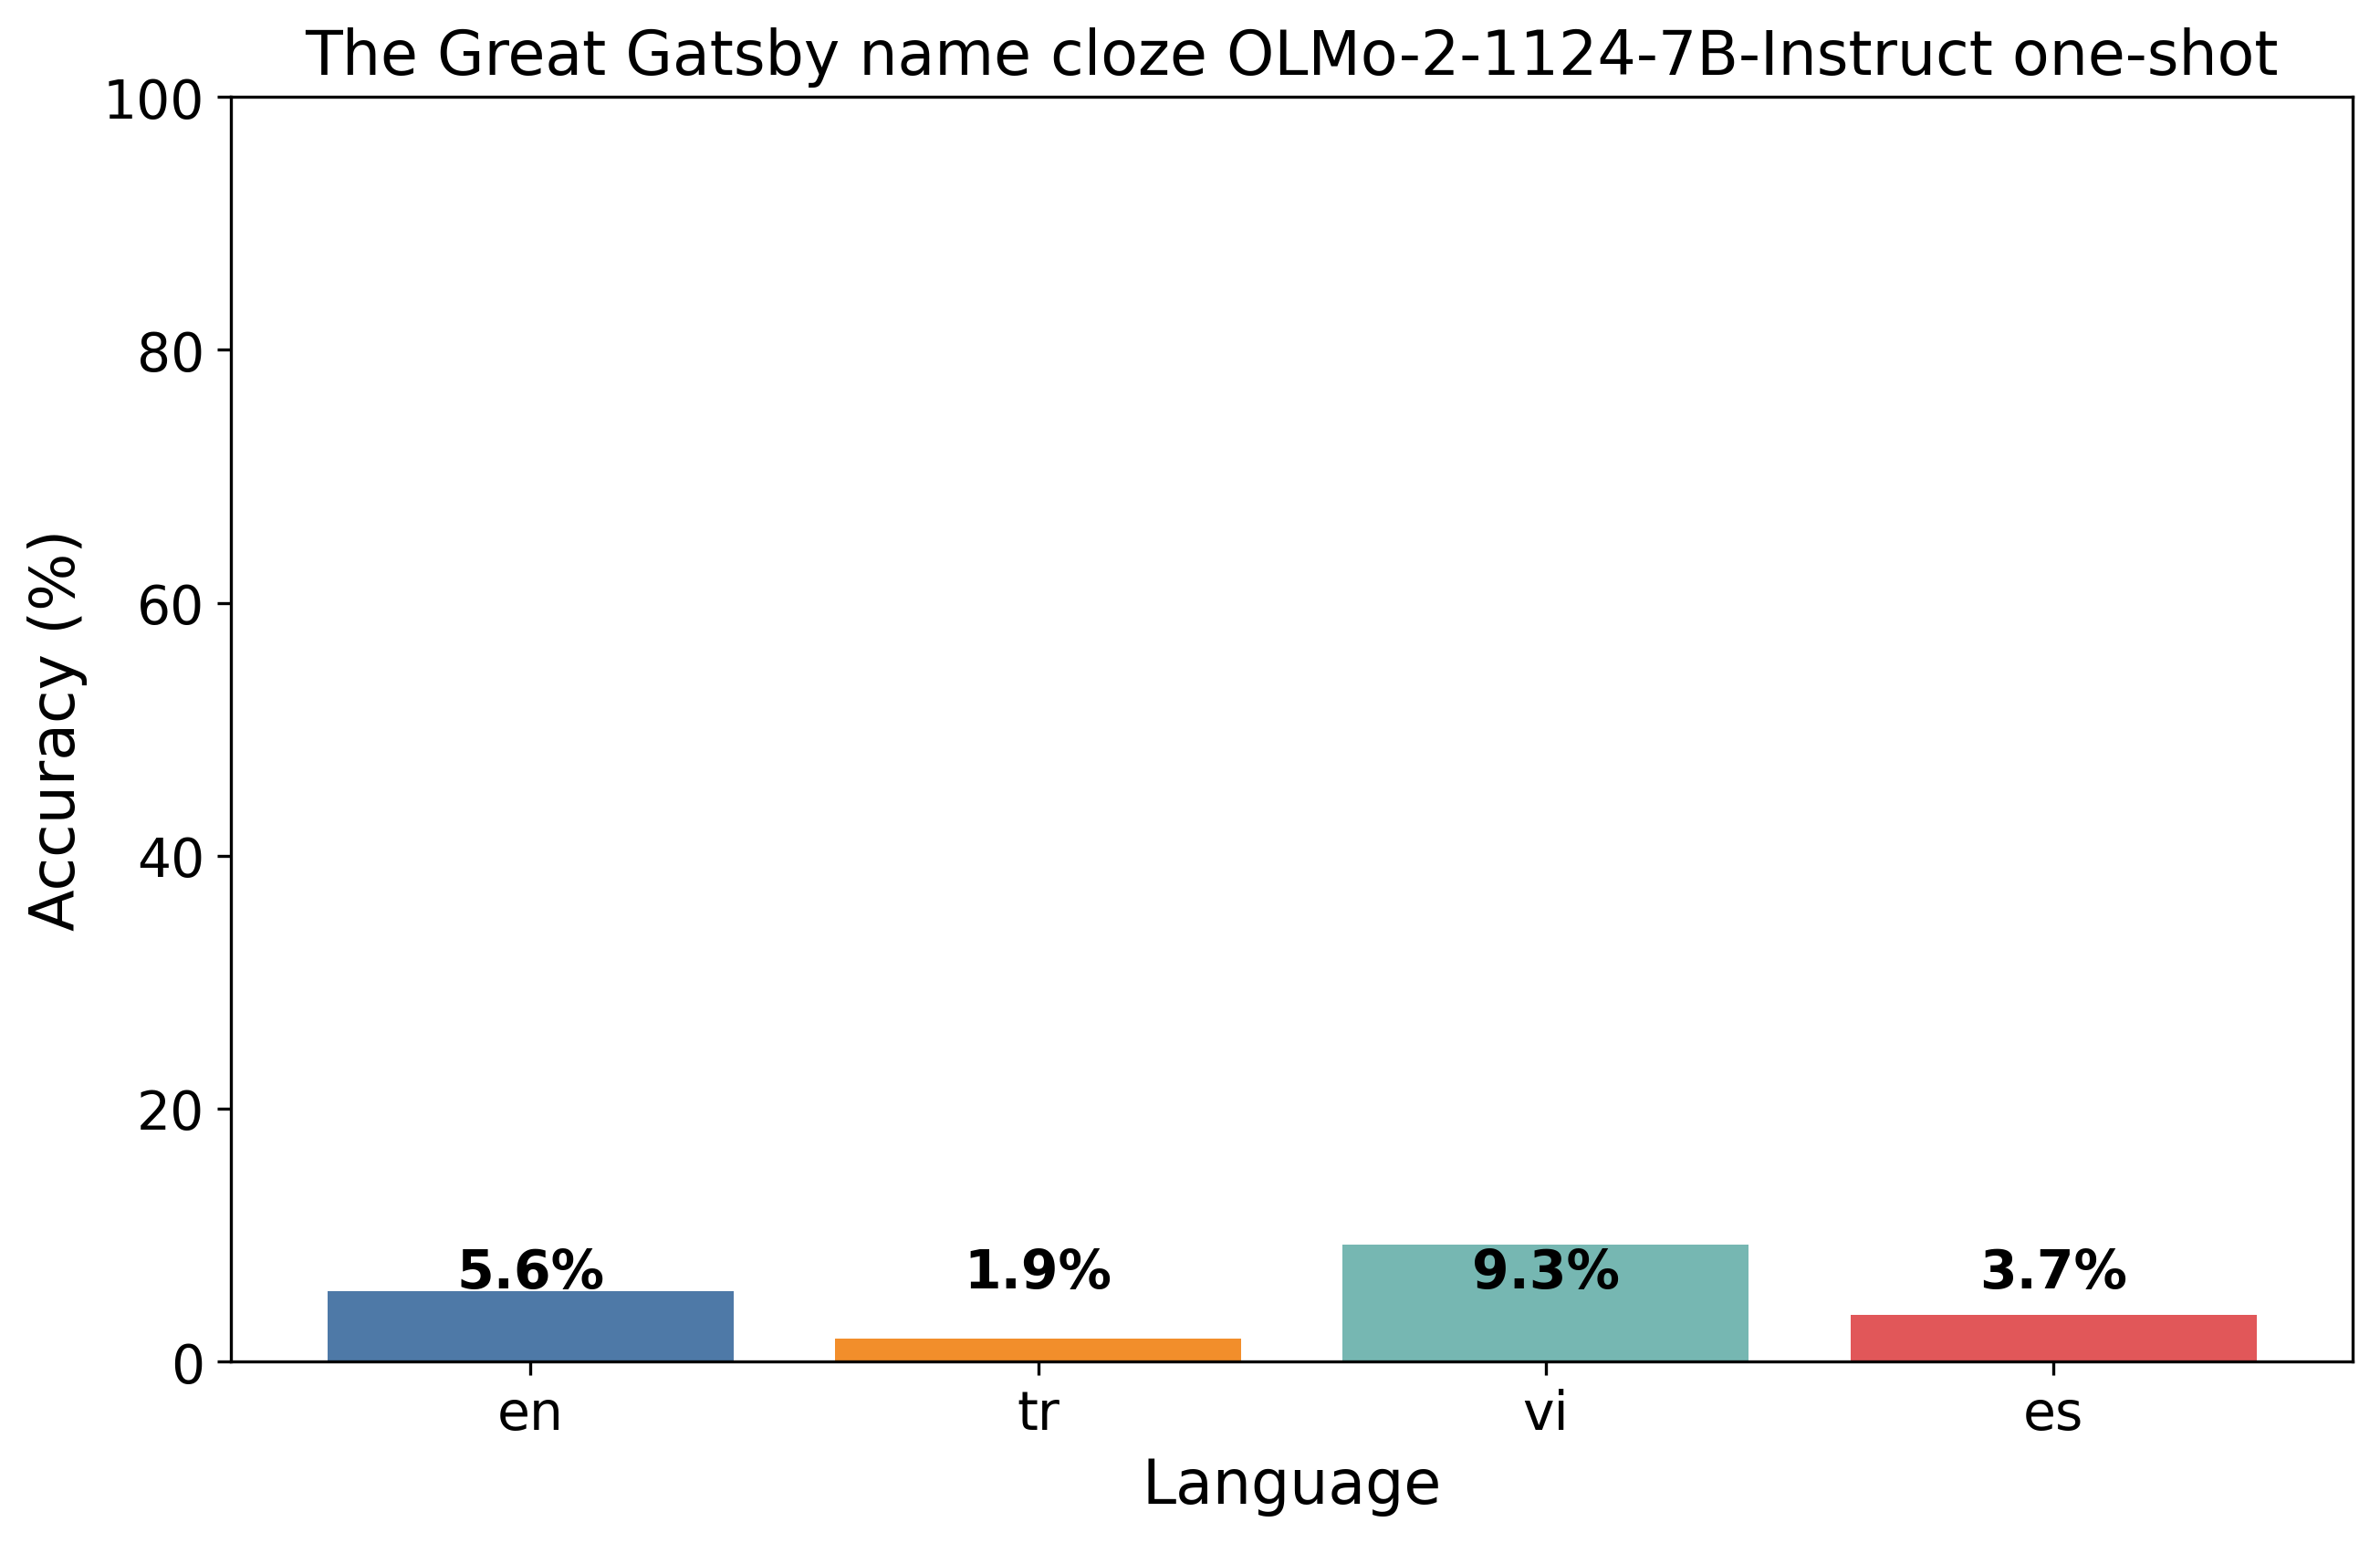 The Great Gatsby name cloze OLMo-2-1124-7B-Instruct one-shot
100
80
60
40
20
0
Accuracy (%)
5.6%
1.9%
9.3%
3.7%
en
tr
vi
es
Language